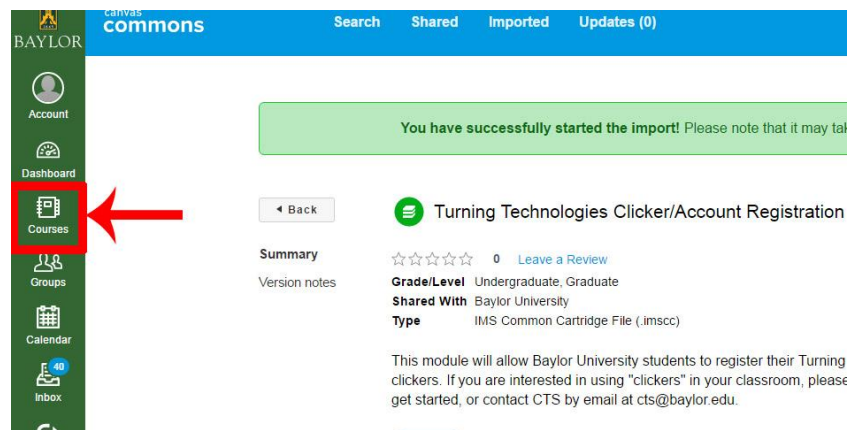 BAYLOR
Account
Dashboard
Courses
Groups
Calendar
40
Inbox
canvas
commons
Search Shared Imported Updates (0)
You have successfully started the import! Please note that it may
Back
Summary
Version notes
Turning Technologies Clicker/Account Registration
0 Leave a Review
Grade/Level Undergraduate, Graduate
Shared With Baylor University
Type IMS Common Cartridge File (.imscc)
This module will allow Baylor University students to register their Turning
clickers. If you are interested in using "clickers" in your classroom, please
get started, or contact CTS by email at cts@baylor.edu.